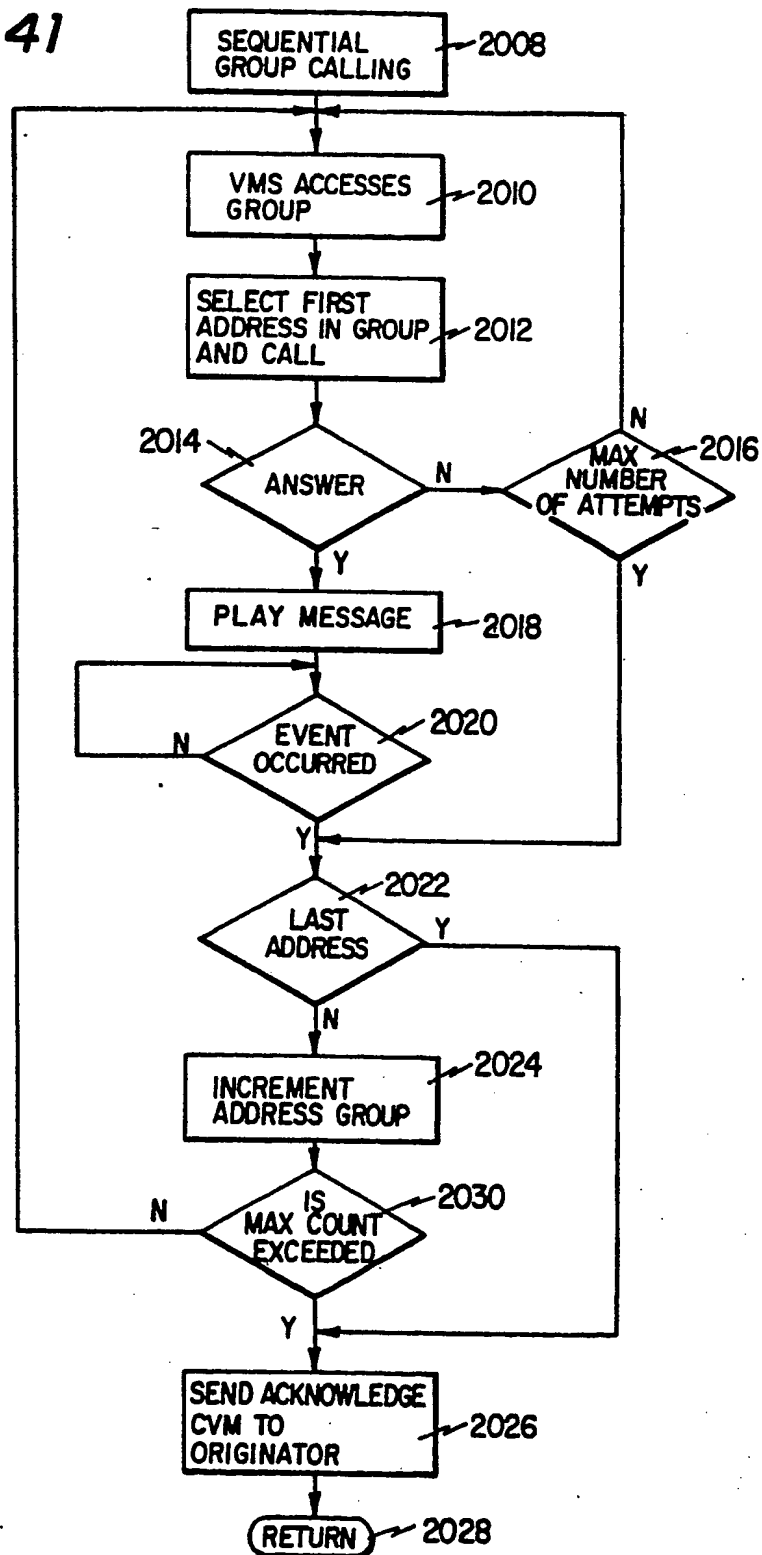 41
SEQUENTIAL
GROUP CALLING
2008
VMS ACCESSES
GROUP
2010
SELECT FIRST
ADDRESS IN GROUP
AND CALL
2012
2014
ANSWER
N
Y
N
MAX
NUMBER
OF ATTEMPTS
2016
Y
PLAY MESSAGE
2018
N
EVENT
OCCURRED
2020
Y
2022
LAST
ADDRESS
Y
N
INCREMENT
ADDRESS GROUP
2024
N
IS
MAX COUNT
EXCEEDED
2030
Y
SEND ACKNOWLEDGE
CVM TO
ORIGINATOR
2026
RETURN
2028